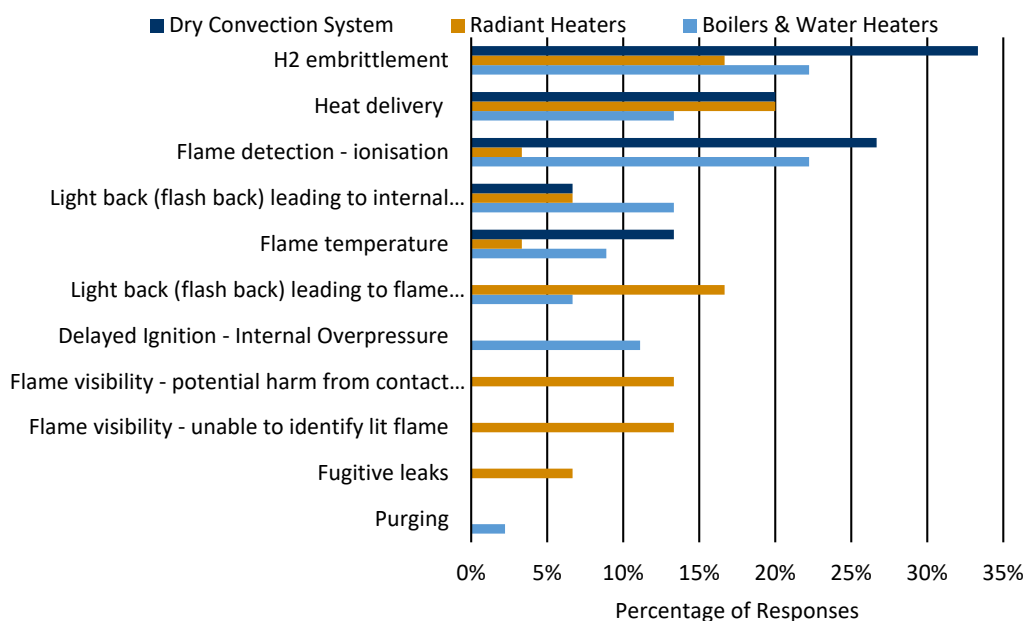 Dry Convection System Radiant Heaters Boilers & Water Heaters
H2 embrittlement
Heat delivery
Flame detection - ionisation
Light back (flash back) leading to internal...
Flame temperature
Light back (flash back) leading to flame...
Delayed Ignition - Internal Overpressure
Flame visibility - potential harm from contact...
Flame visibility - unable to identify lit flame
Fugitive leaks
Purging
0% 5% 10% 15% 20% 25% 30% 35%
Percentage of Responses